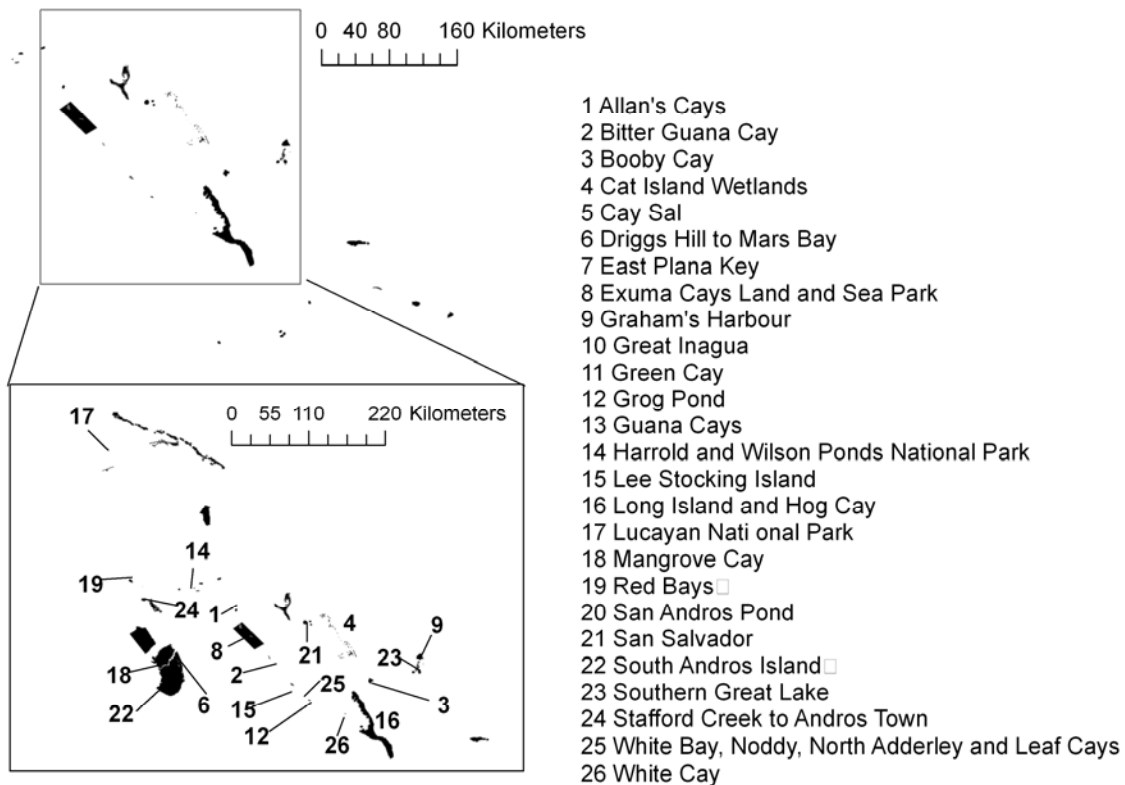 0 40 80 160 Kilometers
1 Allan's Cays
2 Bitter Guana Cay
3 Booby Cay
4 Cat Island Wetlands
5 Cay Sal
6 Driggs Hill to Mars Bay
7 East Plana Key
8 Exuma Cays Land and Sea Park
9 Graham's Harbour
10 Great Inagua
11 Green Cay
12 Grog Pond
13 Guana Cays
14 Harrold and Wilson Ponds National Park
15 Lee Stocking Island
16 Long Island and Hog Cay
17 Lucayan Nati onal Park
18 Mangrove Cay
19 Red Bays□
20 San Andros Pond
21 San Salvador
22 South Andros Island□
23 Southern Great Lake
24 Stafford Creek to Andros Town
25 White Bay, Noddy, North Adderley and Leaf Cays
26 White Cay
17
0 55 110 220 Kilometers
14
19
24
1
8
21
4
9
23
18
2
25
3
22
6
15
12
26
16